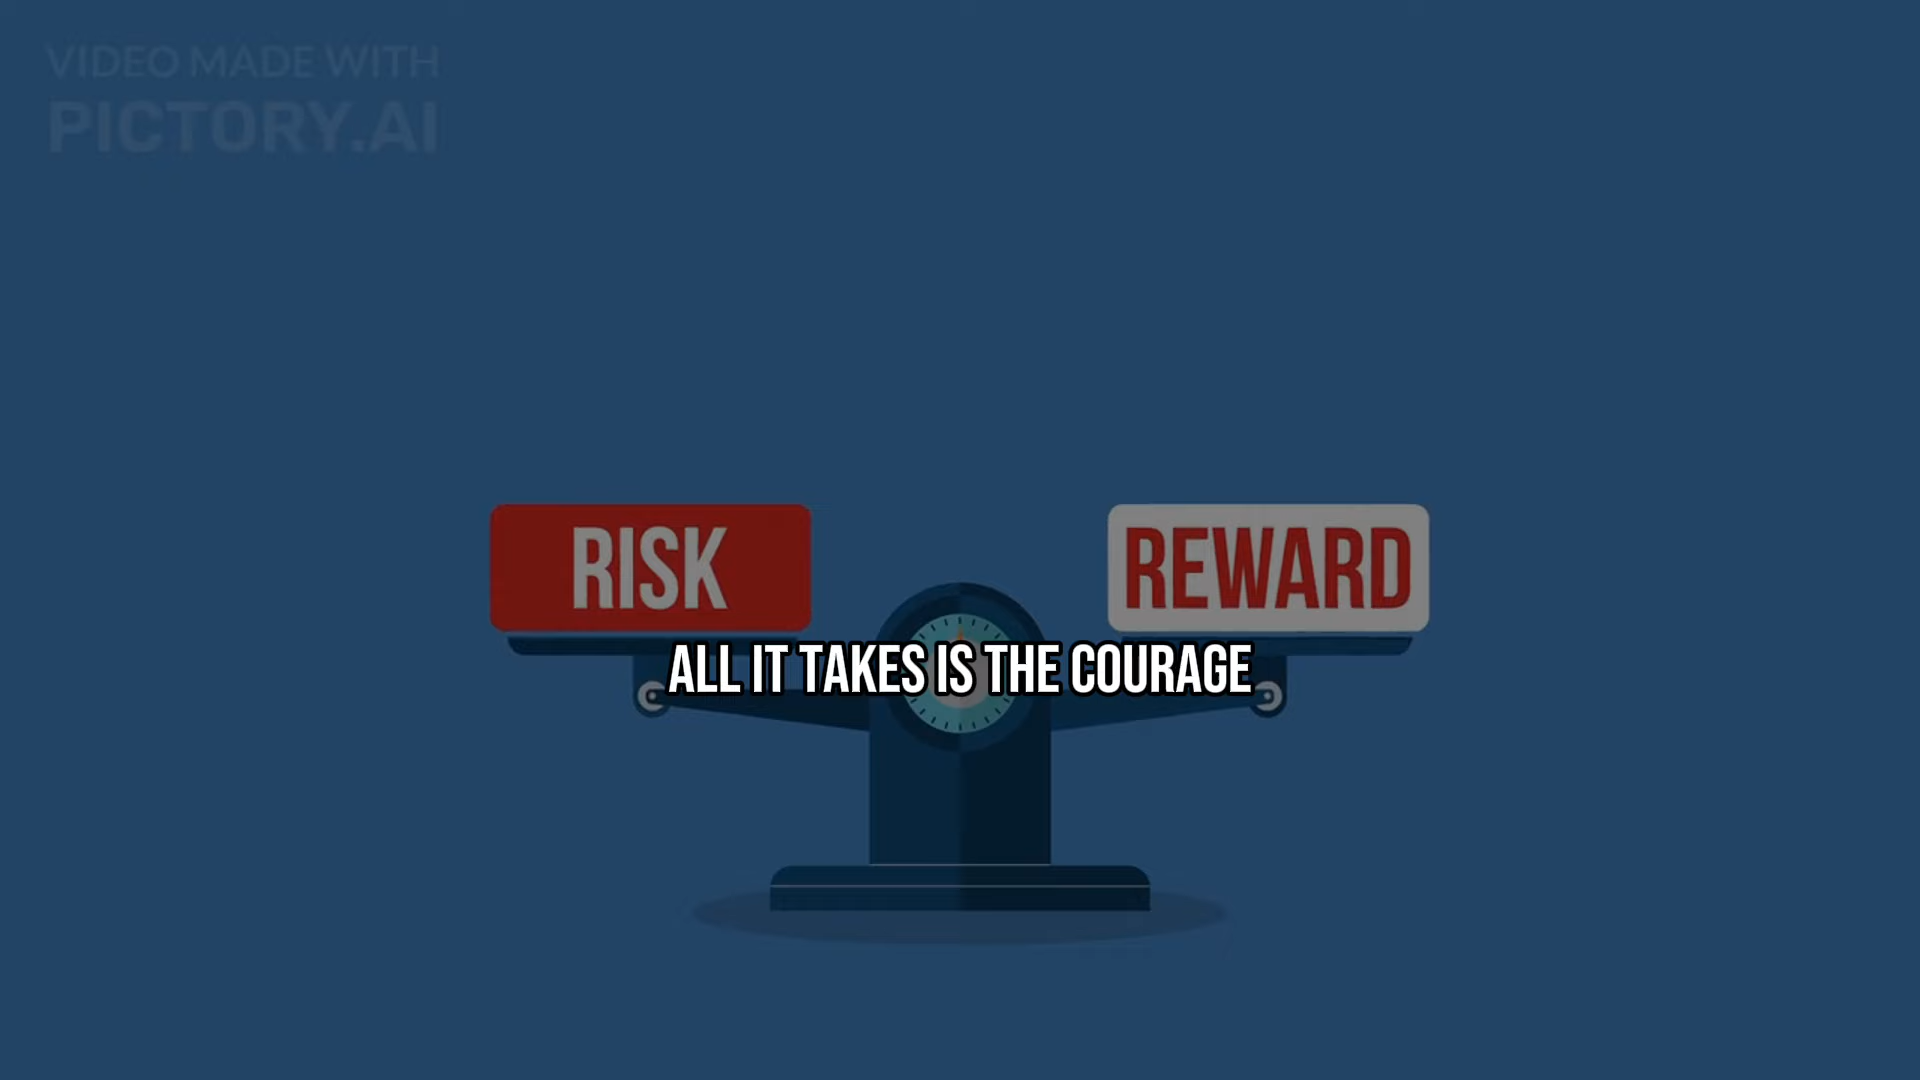 VIDEO MADE WITH
PICTORY.AI
RISK
REWARD
ALL IT TAKES IS THE COURAGE